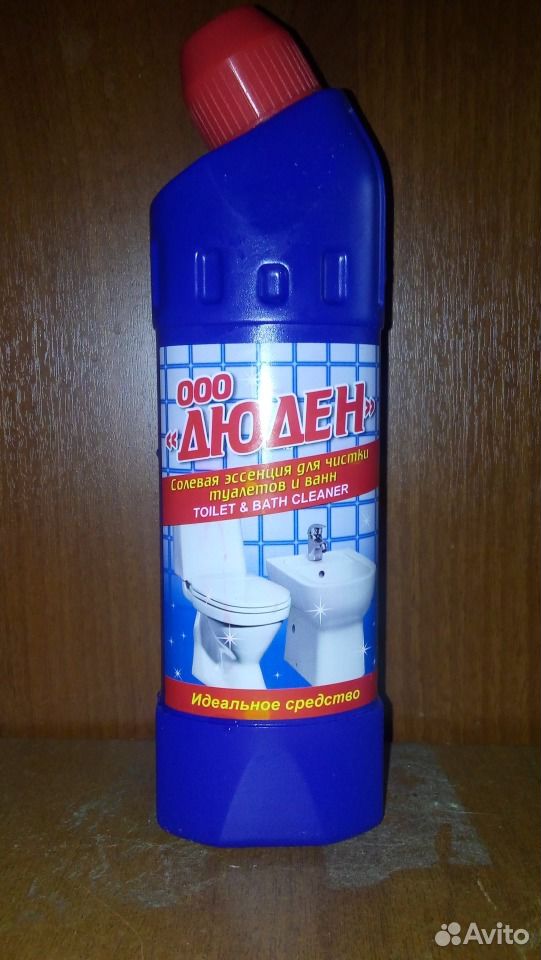 ООО
«ДЮДЕН»
Солевая эссенция для чистки
туалетов и ванн
TOILET & BATH CLEANER
Идеальное средство
Avito